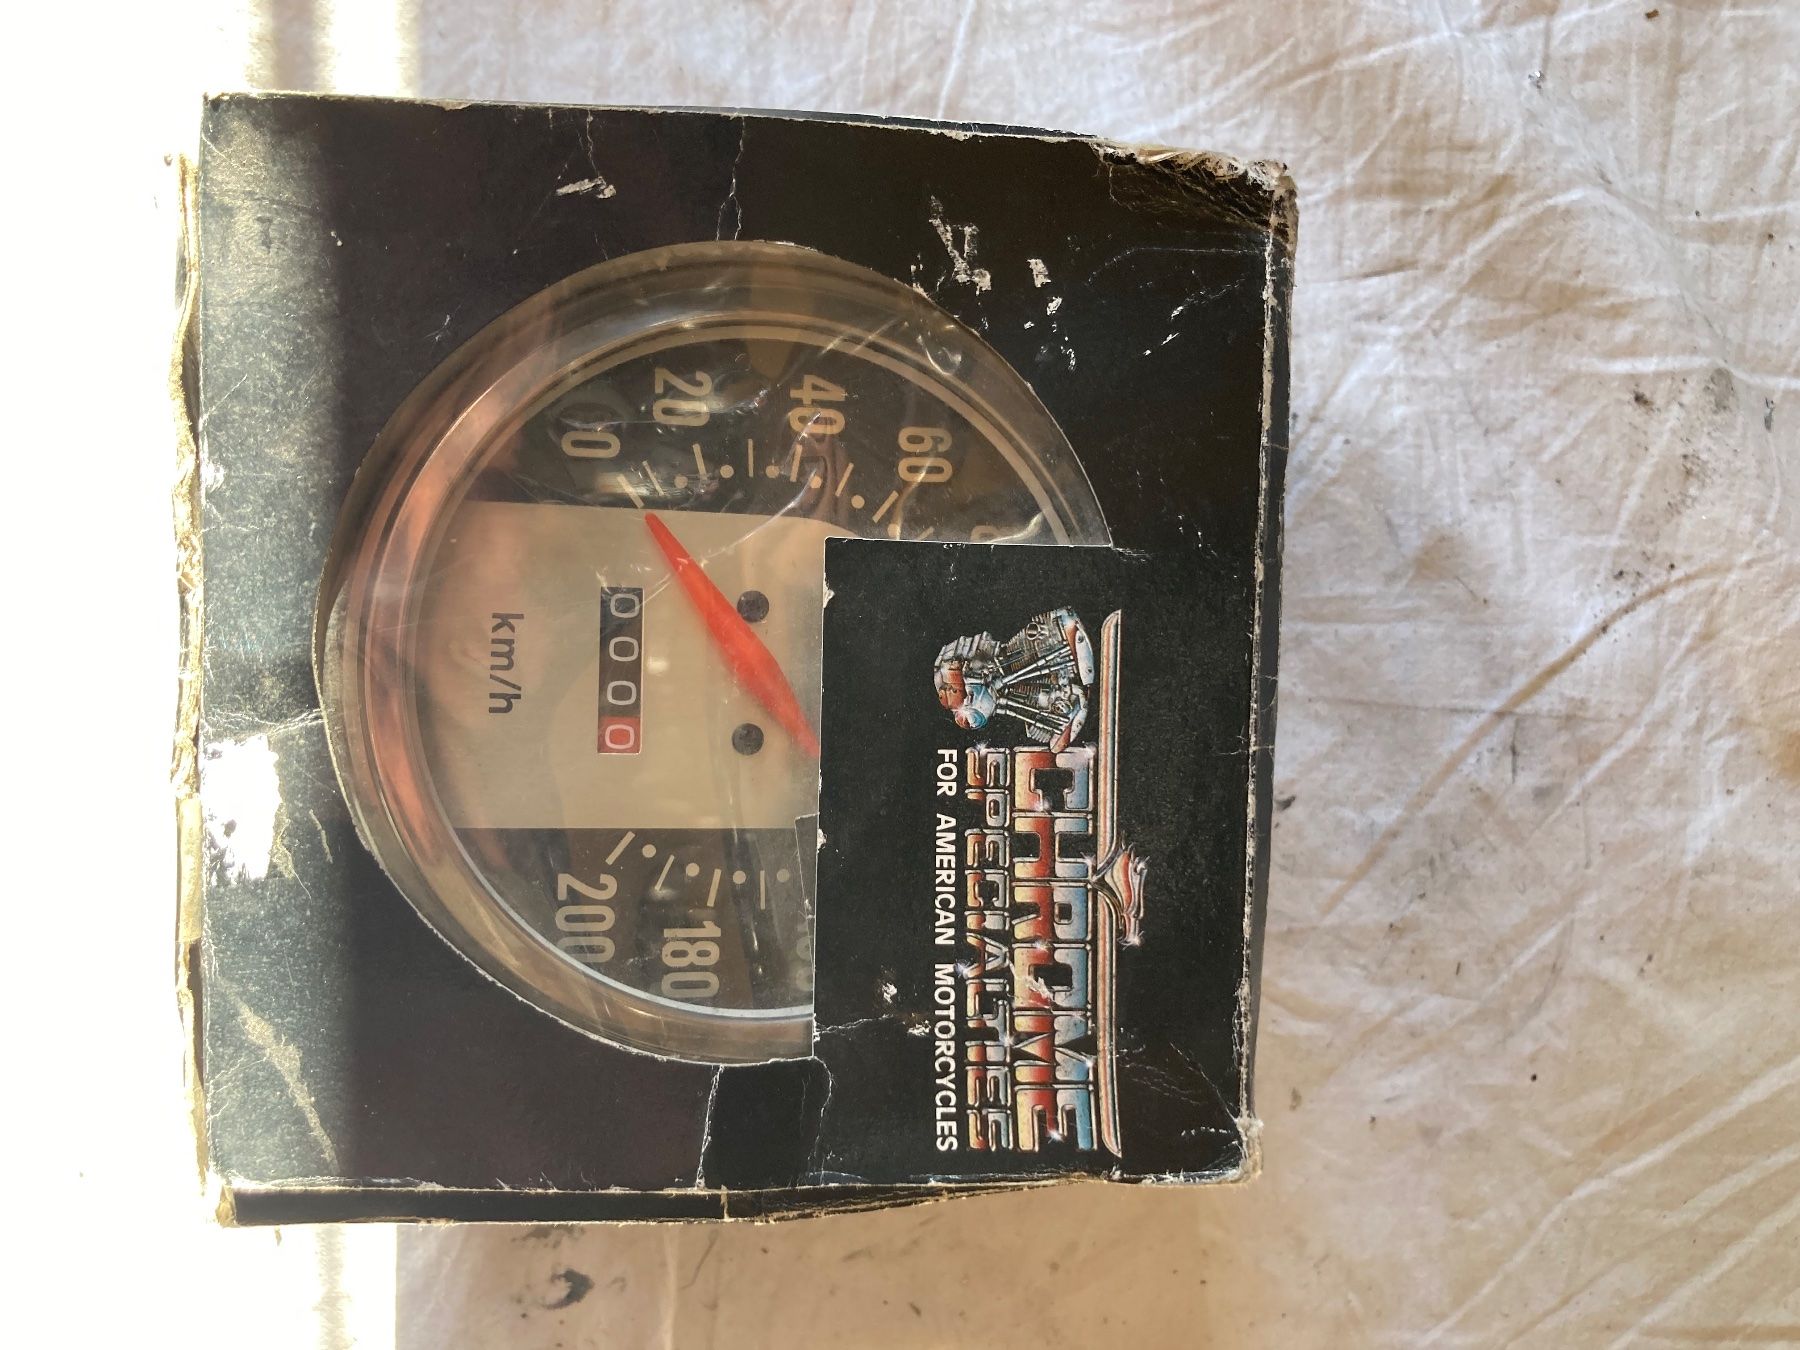 CHROME
SPECIALTIES
FOR AMERICAN MOTORCYCLES
60
40
20
0
180
200
0000
km/h